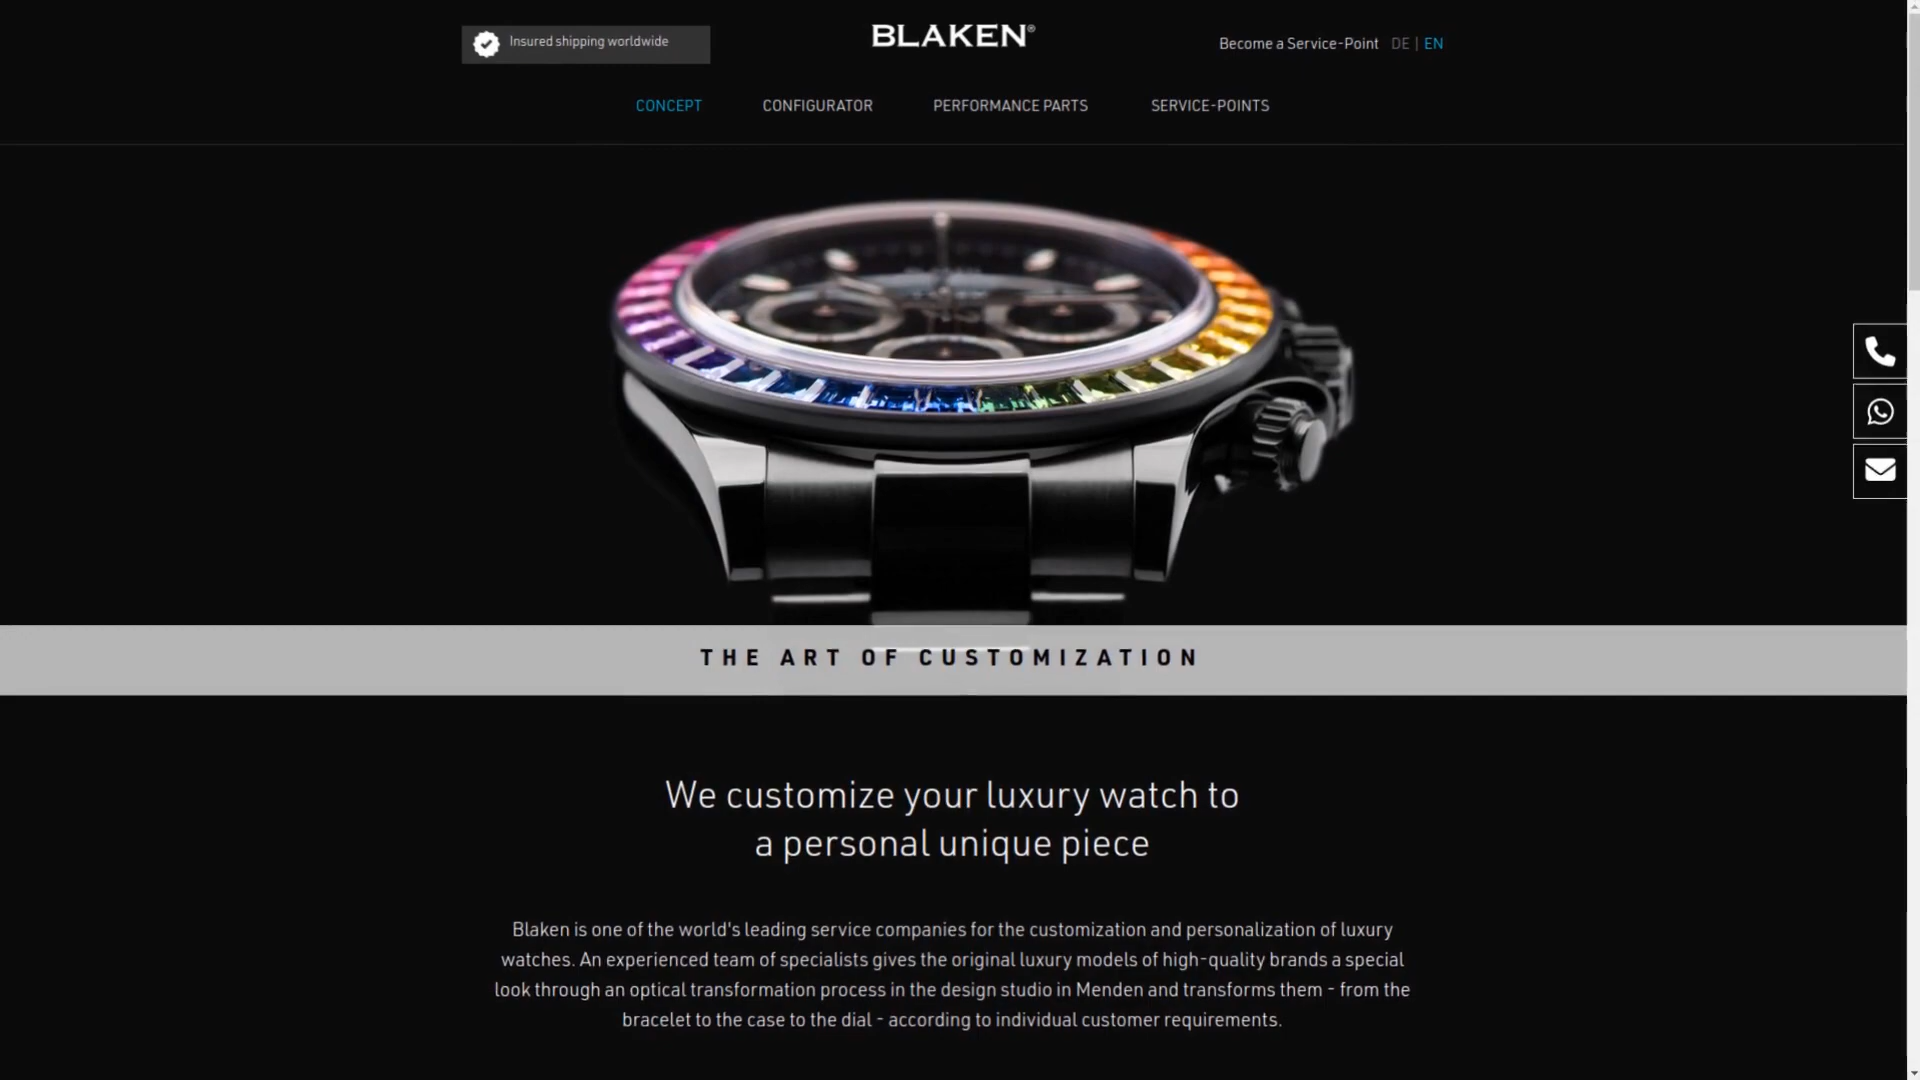 Insured shipping worldwide
BLAKEN®
Become a Service-Point DE | EN
CONCEPT CONFIGURATOR PERFORMANCE PARTS SERVICE-POINTS
THE ART OF CUSTOMIZATION
We customize your luxury watch to
a personal unique piece
Blaken is one of the world's leading service companies for the customization and personalization of luxury
watches. An experienced team of specialists gives the original luxury models of high-quality brands a special
look through an optical transformation process in the design studio in Menden and transforms them - from the
bracelet to the case to the dial - according to individual customer requirements.